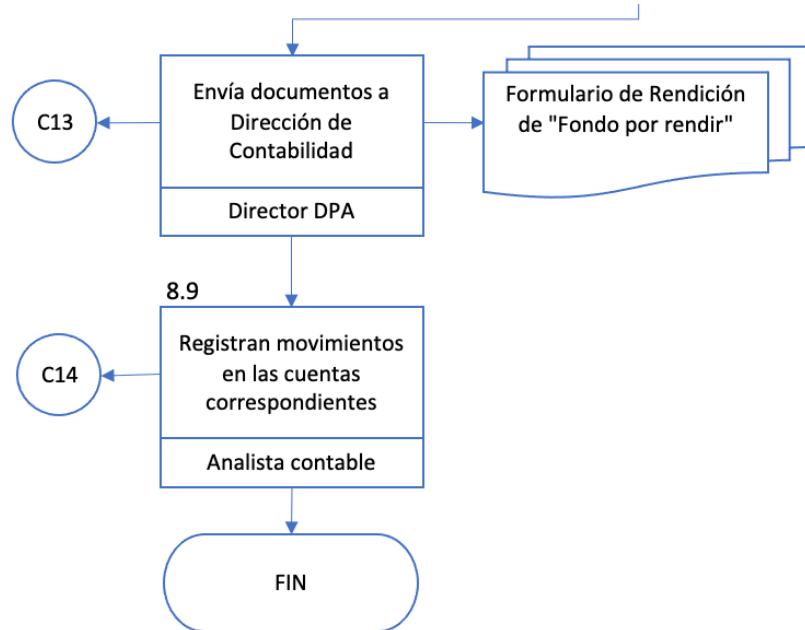 C13
Envía documentos a
Dirección de
Contabilidad
Director DPA
Formulario de Rendición
de "Fondo por rendir"
8.9
C14
Registran movimientos
en las cuentas
correspondientes
Analista contable
FIN